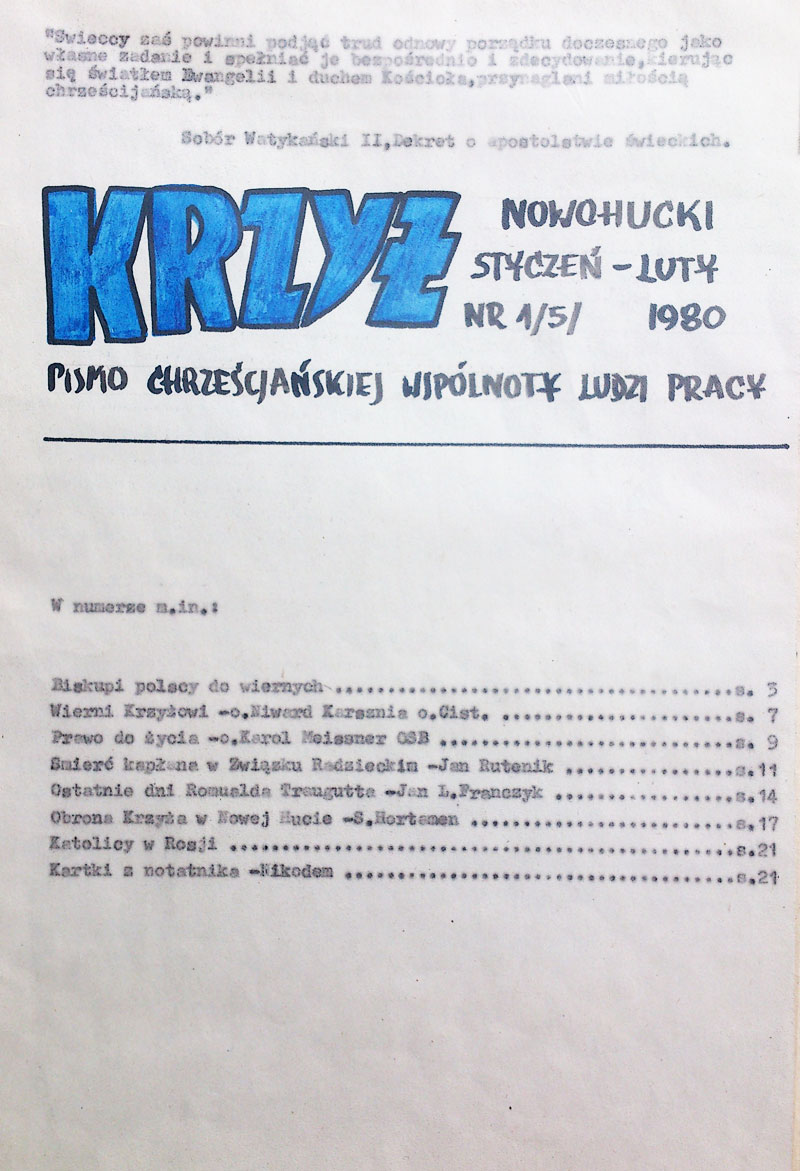 "Świeccy zaś powinni podjąć trud odnowy porządku doczesnego jako
własne zadanie i spełniać je bezpośrednio i zdecydowanie,kierując
się światłem Ewangelii i duchem Kościoła,przynaglani miłością
chrześcijańską."
Sobór Watykański II,Dekret o apostolstwie świeckich.
KRZYŻ NOWOHUCKI
STYCZEŃ - LUTY
NR 1/5/ 1980
PISMO CHRZEŚCJAŃSKIEJ WSPÓLNOTY LUDZI PRACY
W numerze m.in.:
Biskupi polscy do wiernych ........................................s. 3
Wierni Krzyżowi -o.Niward Karsznia o.Cist. ........................s. 7
Prawo do życia -o.Karol Meissner OSB ..............................s. 9
Śmierć kapłana w Związku Radzieckim -Jan Rutenik ..................s.11
Ostatnie dni Romualda Traugutta -Jan L.Franczyk ...................s.14
Obrona Krzyża w Nowej Hucie -S.Hortamen ...........................s.17
Katolicy w Rosji ..................................................s.21
Kartki z notatnika -Nikodem .......................................s.21